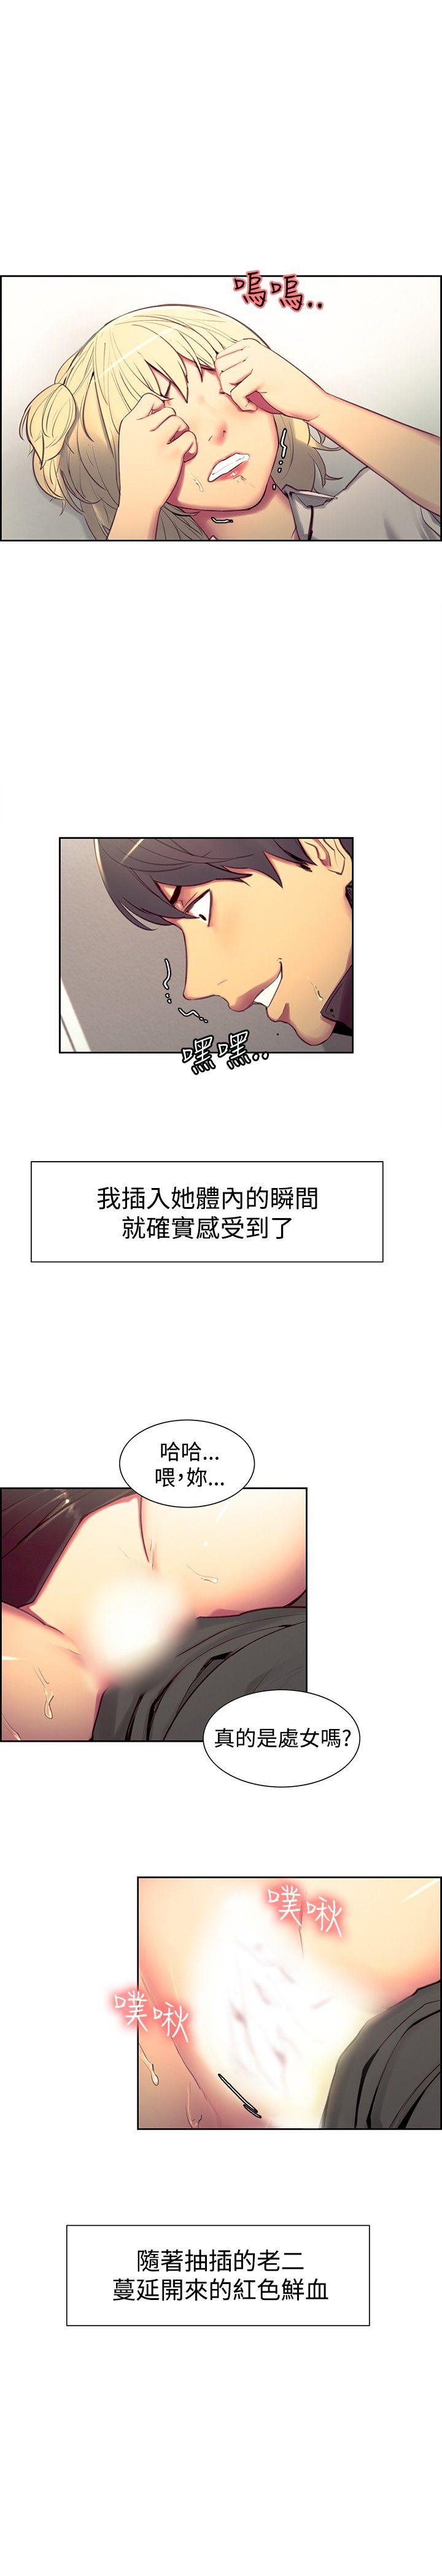 嗚嗚..
嘿嘿..
我插入她體內的瞬間
就確實感受到了
哈哈...
喂,妳...
真的是處女嗎?
噗啾
噗啾
隨著抽插的老二
蔓延開來的紅色鮮血